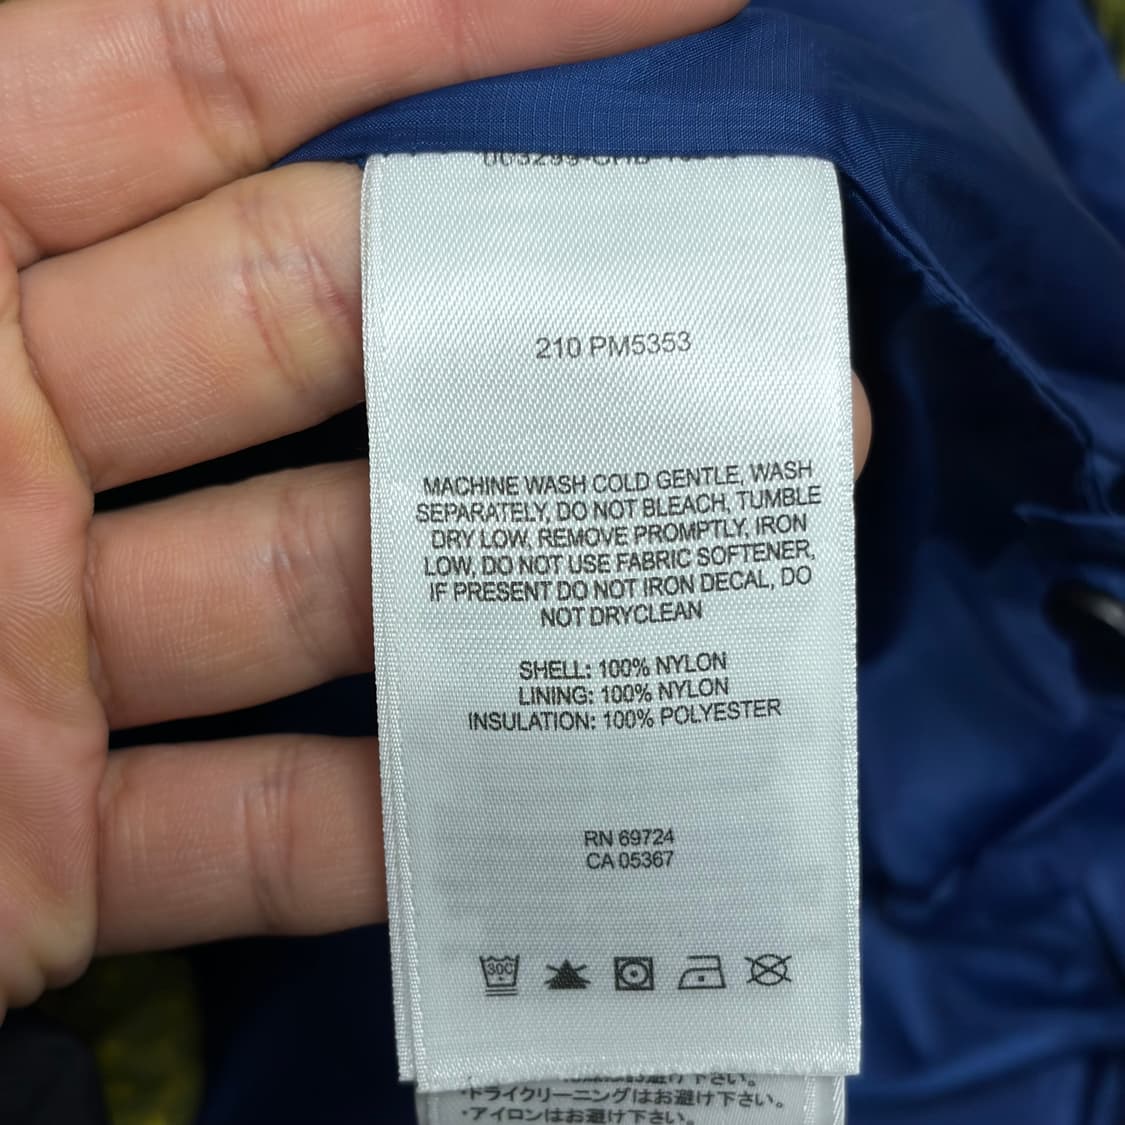 210 PM5353
MACHINE WASH COLD GENTLE, WASH
SEPARATELY, DO NOT BLEACH, TUMBLE
DRY LOW, REMOVE PROMPTLY, IRON
LOW, DO NOT USE FABRIC SOFTENER,
IF PRESENT DO NOT IRON DECAL, DO
NOT DRYCLEAN
SHELL: 100% NYLON
LINING: 100% NYLON
INSULATION: 100% POLYESTER
RN 69724
CA 05367
30C
下さい。
・ドライクリーニングはお避け下さい。
・アイロンはお避け下さい。